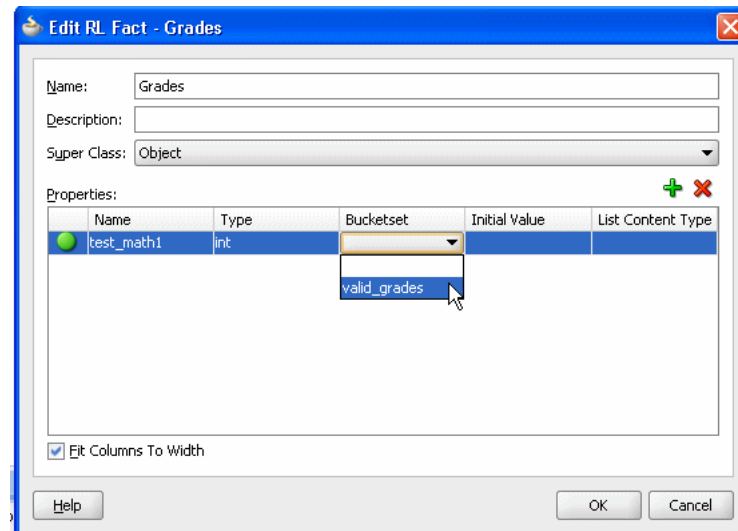 Edit RL Fact - Grades
Name: Grades
Description:
Super Class: Object
Properties:
Name Type Bucketset Initial Value List Content Type
test_math1 int
valid_grades
Fit Columns To Width
Help OK Cancel